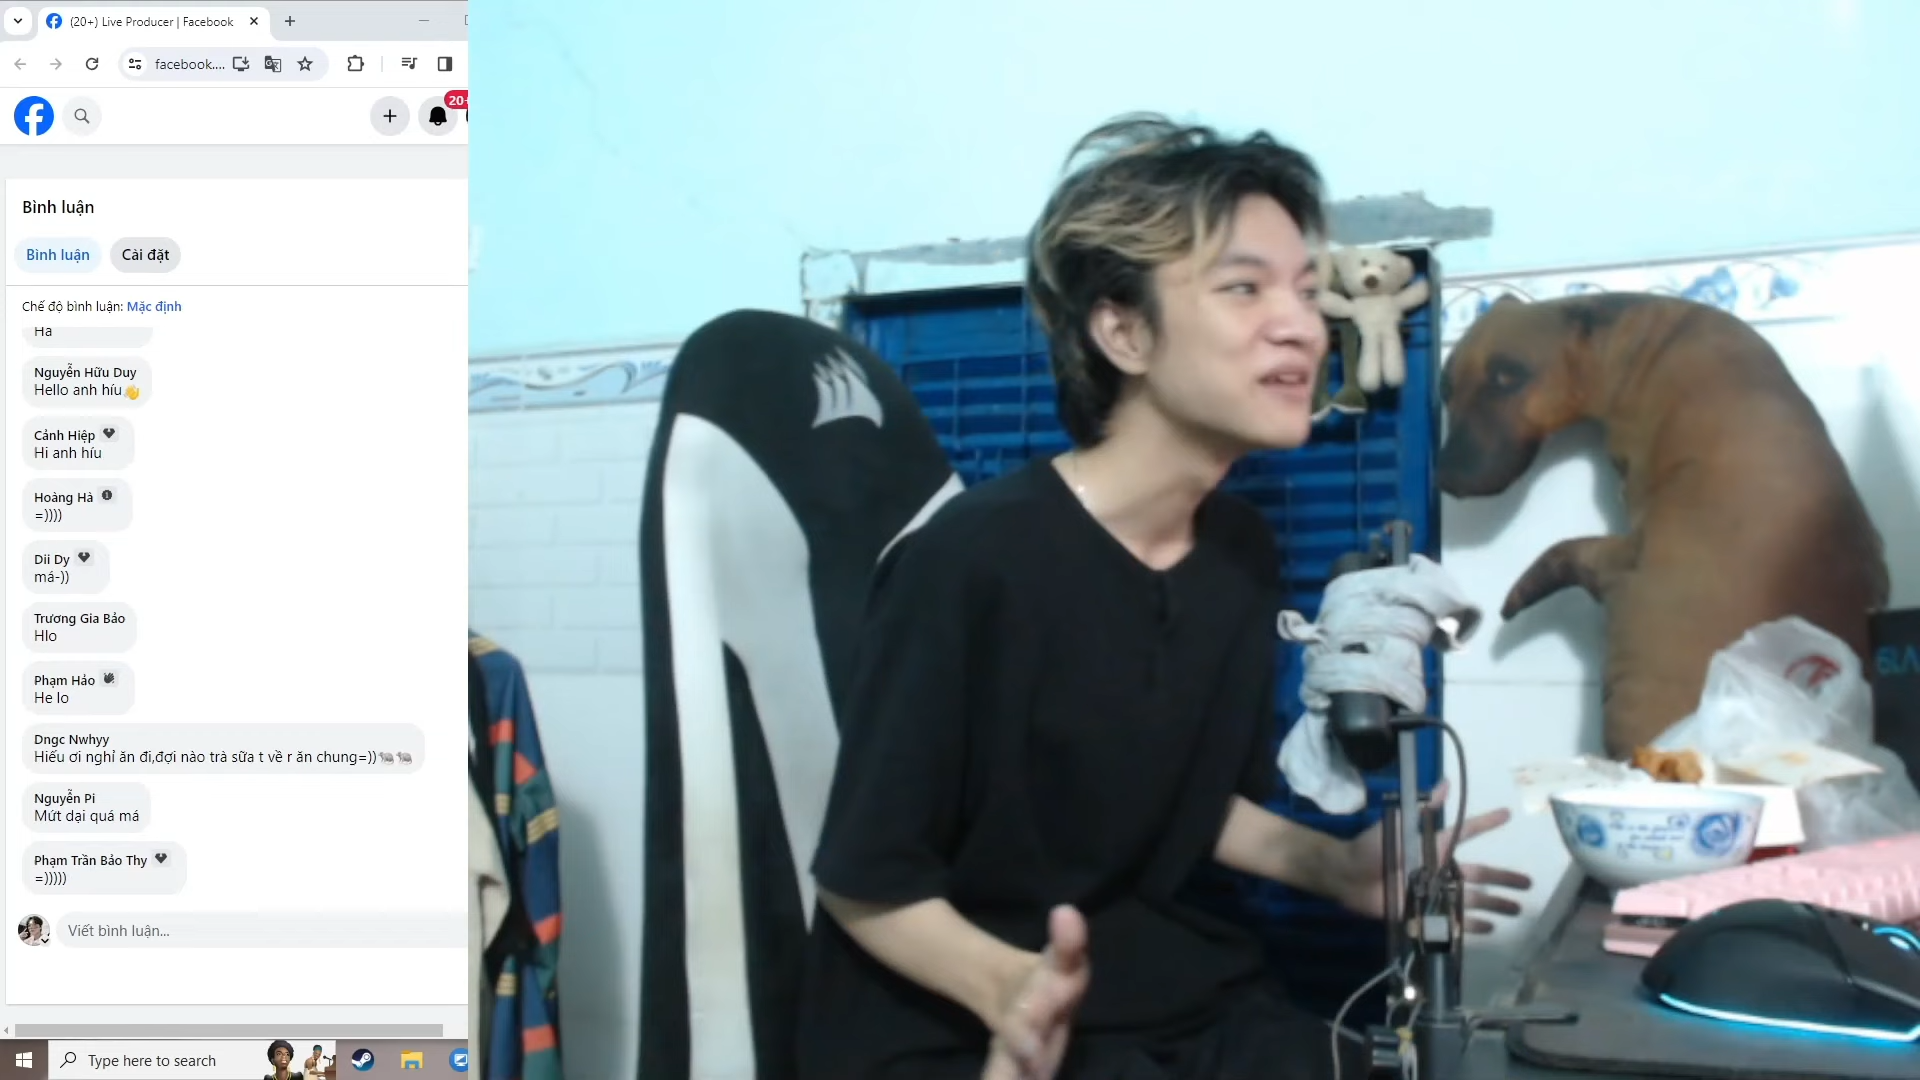 (20+) Live Producer | Facebook
facebook....
20+
Bình luận
Bình luận
Cài đặt
Chế độ bình luận: Mặc định
Ha
Nguyễn Hữu Duy
Hello anh híu👋
Cảnh Hiệp
Hi anh híu
Hoàng Hà
=))))
Dii Dy
má-))
Trương Gia Bảo
Hlo
Phạm Hảo
He lo
Dngc Nwhyy
Hiếu ơi nghỉ ăn đi,đợi nào trà sữa t về r ăn chung=))🐃🐃
Nguyễn Pi
Mứt dại quá má
Phạm Trần Bảo Thy
=)))))
Viết bình luận...
Type here to search